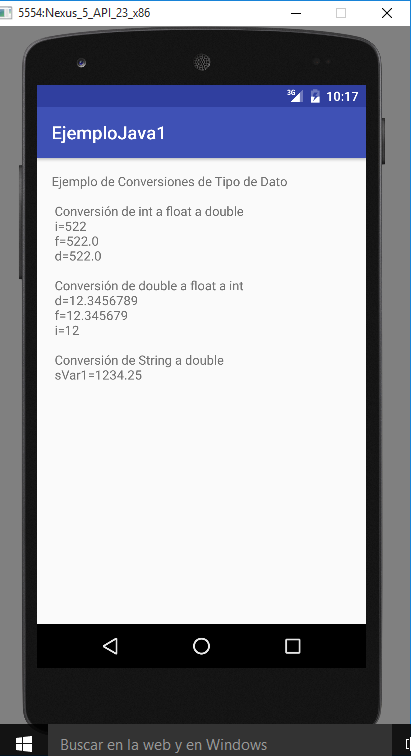 5554:Nexus_5_API_23_x86
3G 10:17
EjemploJava1
Ejemplo de Conversiones de Tipo de Dato
Conversión de int a float a double
i=522
f=522.0
d=522.0
Conversión de double a float a int
d=12.3456789
f=12.345679
i=12
Conversión de String a double
sVar1=1234.25
Buscar en la web y en Windows